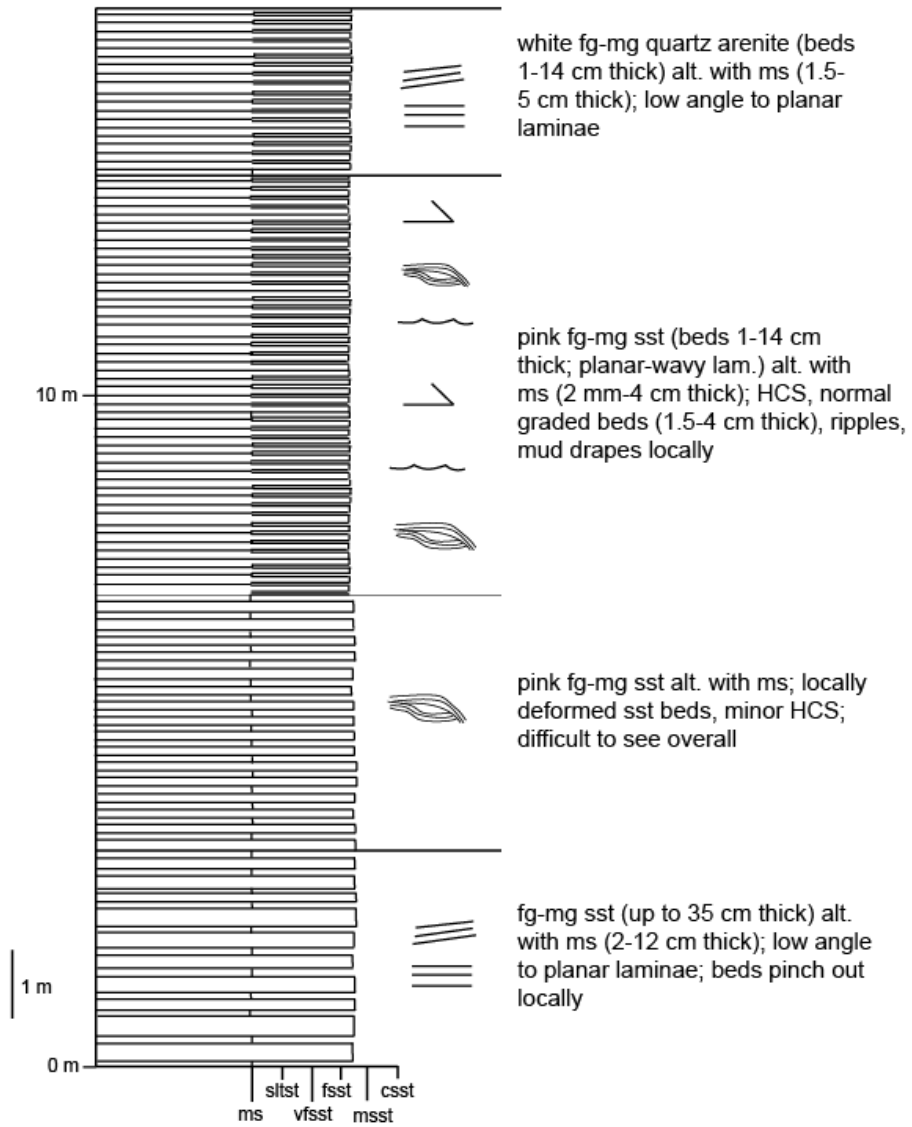 white fg-mg quartz arenite (beds
1-14 cm thick) alt. with ms (1.5-
5 cm thick); low angle to planar
laminae
pink fg-mg sst (beds 1-14 cm
thick; planar-wavy lam.) alt. with
ms (2 mm-4 cm thick); HCS, normal
graded beds (1.5-4 cm thick), ripples,
mud drapes locally
10 m
pink fg-mg sst alt. with ms; locally
deformed sst beds, minor HCS;
difficult to see overall
fg-mg sst (up to 35 cm thick) alt.
with ms (2-12 cm thick); low angle
to planar laminae; beds pinch out
locally
1 m
0 m
sltst fsst csst
ms vfsst msst